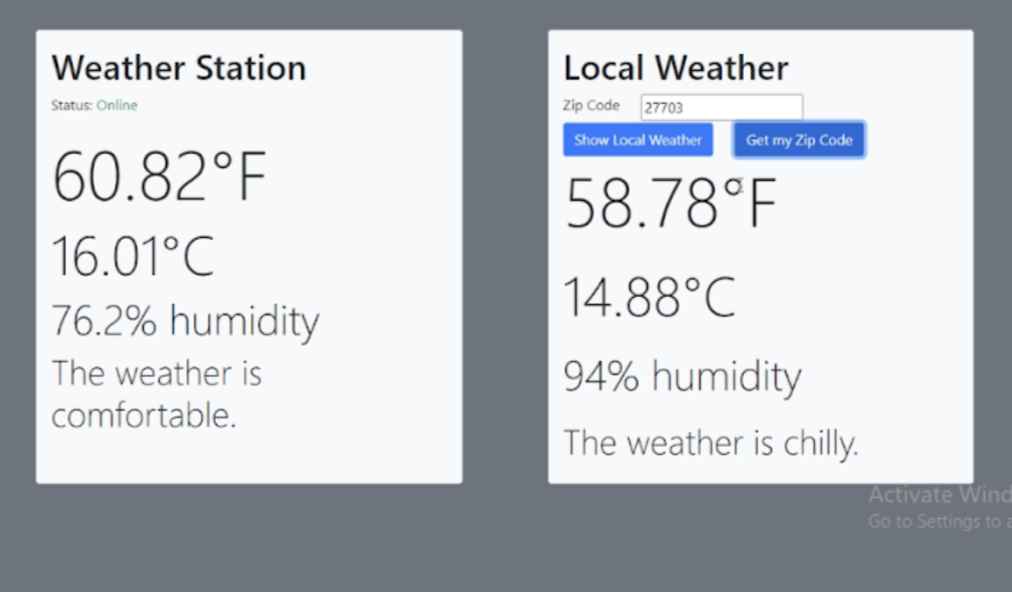 Weather Station
Status: Online
60.82°F
16.01°C
76.2% humidity
The weather is
comfortable.
Local Weather
Zip Code 27703
Show Local Weather Get my Zip Code
58.78°F
14.88°C
94% humidity
The weather is chilly.
Activate Wind
Go to Settings to a